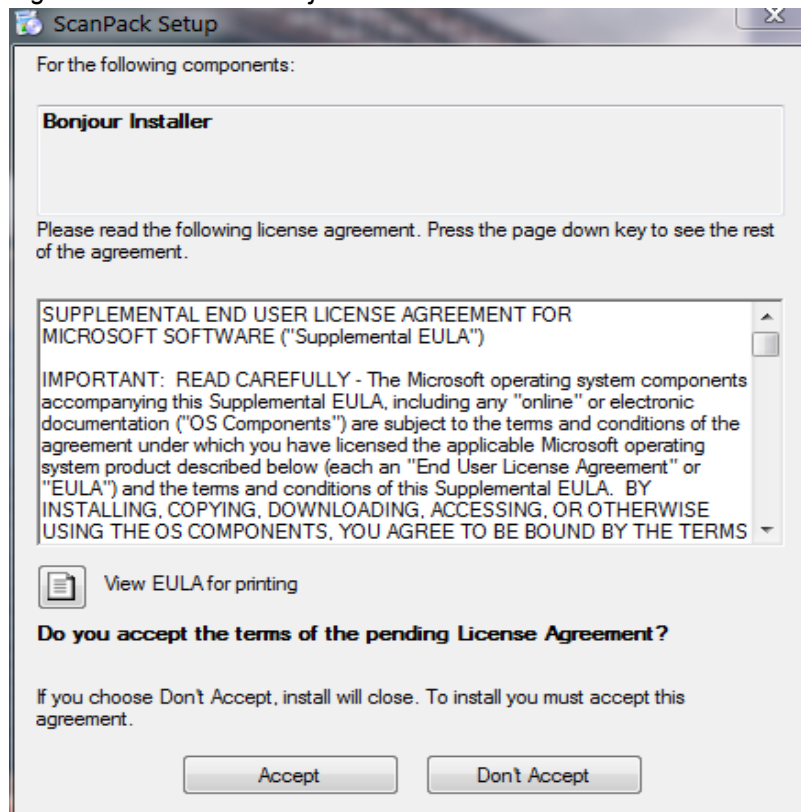 ScanPack Setup
For the following components:
Bonjour Installer
Please read the following license agreement. Press the page down key to see the rest
of the agreement.
SUPPLEMENTAL END USER LICENSE AGREEMENT FOR
MICROSOFT SOFTWARE ("Supplemental EULA")
IMPORTANT: READ CAREFULLY - The Microsoft operating system components
accompanying this Supplemental EULA, including any "online" or electronic
documentation ("OS Components") are subject to the terms and conditions of the
agreement under which you have licensed the applicable Microsoft operating
system product described below (each an "End User License Agreement" or
"EULA") and the terms and conditions of this Supplemental EULA. BY
INSTALLING, COPYING, DOWNLOADING, ACCESSING, OR OTHERWISE
USING THE OS COMPONENTS, YOU AGREE TO BE BOUND BY THE TERMS
View EULA for printing
Do you accept the terms of the pending License Agreement?
If you choose Don't Accept, install will close. To install you must accept this
agreement.
Accept Don't Accept